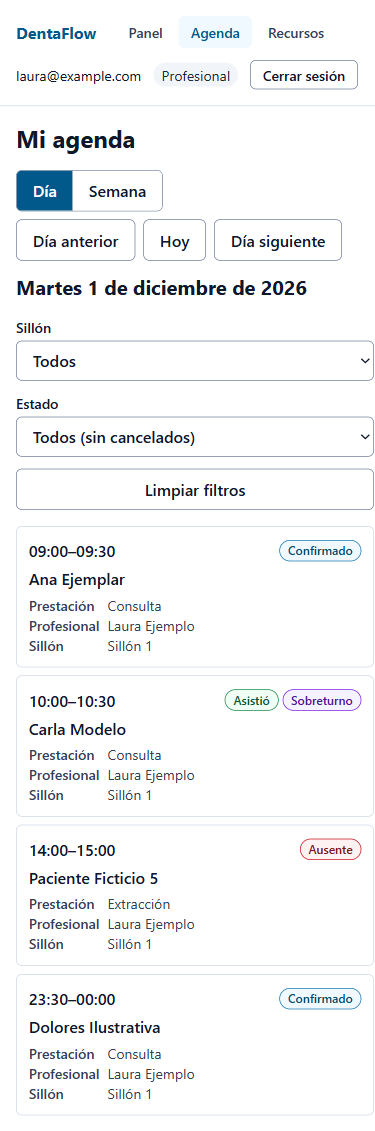 DentaFlow Panel Agenda Recursos
laura@example.com Profesional Cerrar sesión
Mi agenda
Día Semana
Día anterior Hoy Día siguiente
Martes 1 de diciembre de 2026
Sillón
Todos
Estado
Todos (sin cancelados)
Limpiar filtros
09:00–09:30 Confirmado
Ana Ejemplar
Prestación Consulta
Profesional Laura Ejemplo
Sillón Sillón 1
10:00–10:30 Asistió Sobreturno
Carla Modelo
Prestación Consulta
Profesional Laura Ejemplo
Sillón Sillón 1
14:00–15:00 Ausente
Paciente Ficticio 5
Prestación Extracción
Profesional Laura Ejemplo
Sillón Sillón 1
23:30–00:00 Confirmado
Dolores Ilustrativa
Prestación Consulta
Profesional Laura Ejemplo
Sillón Sillón 1